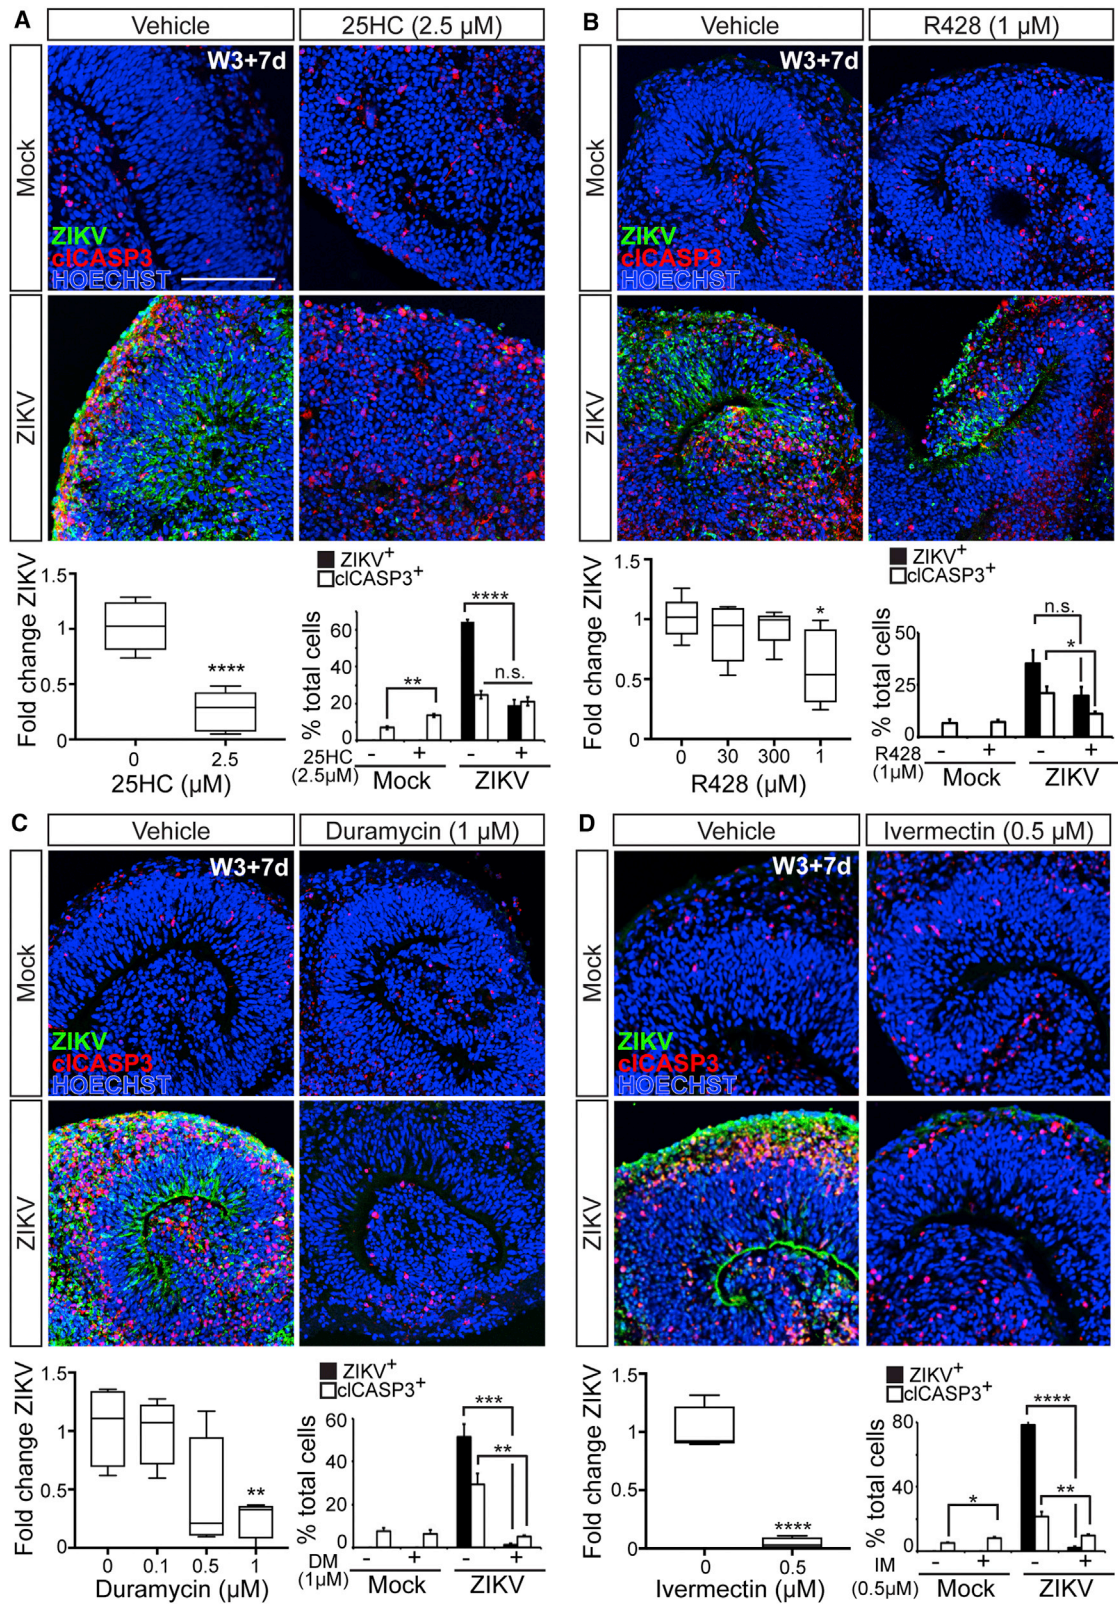 A
Vehicle
25HC (2.5 µM)
Mock
W3+7d
ZIKV
clCASP3
HOECHST
ZIKV
Fold change ZIKV
1.5
1
0.5
0
0
2.5
****
25HC (µM)
ZIKV+
clCASP3+
% total cells
60
40
20
0
**
****
n.s.
25HC
(2.5µM)
-
+
-
+
Mock
ZIKV
B
Vehicle
R428 (1 µM)
Mock
W3+7d
ZIKV
clCASP3
HOECHST
ZIKV
Fold change ZIKV
1.5
1
0.5
0
*
0
30
300
1
R428 (µM)
ZIKV+
clCASP3+
% total cells
50
25
0
n.s.
*
R428
(1µM)
-
+
-
+
Mock
ZIKV
C
Vehicle
Duramycin (1 µM)
Mock
W3+7d
ZIKV
clCASP3
HOECHST
ZIKV
Fold change ZIKV
1.5
1
0.5
0
**
0
0.1
0.5
1
Duramycin (µM)
ZIKV+
clCASP3+
% total cells
60
40
20
0
***
**
DM
(1µM)
-
+
-
+
Mock
ZIKV
D
Vehicle
Ivermectin (0.5 µM)
Mock
W3+7d
ZIKV
clCASP3
HOECHST
ZIKV
Fold change ZIKV
1.5
1
0.5
0
****
0
0.5
Ivermectin (µM)
ZIKV+
clCASP3+
% total cells
80
40
0
*
****
**
IM
(0.5µM)
-
+
-
+
Mock
ZIKV